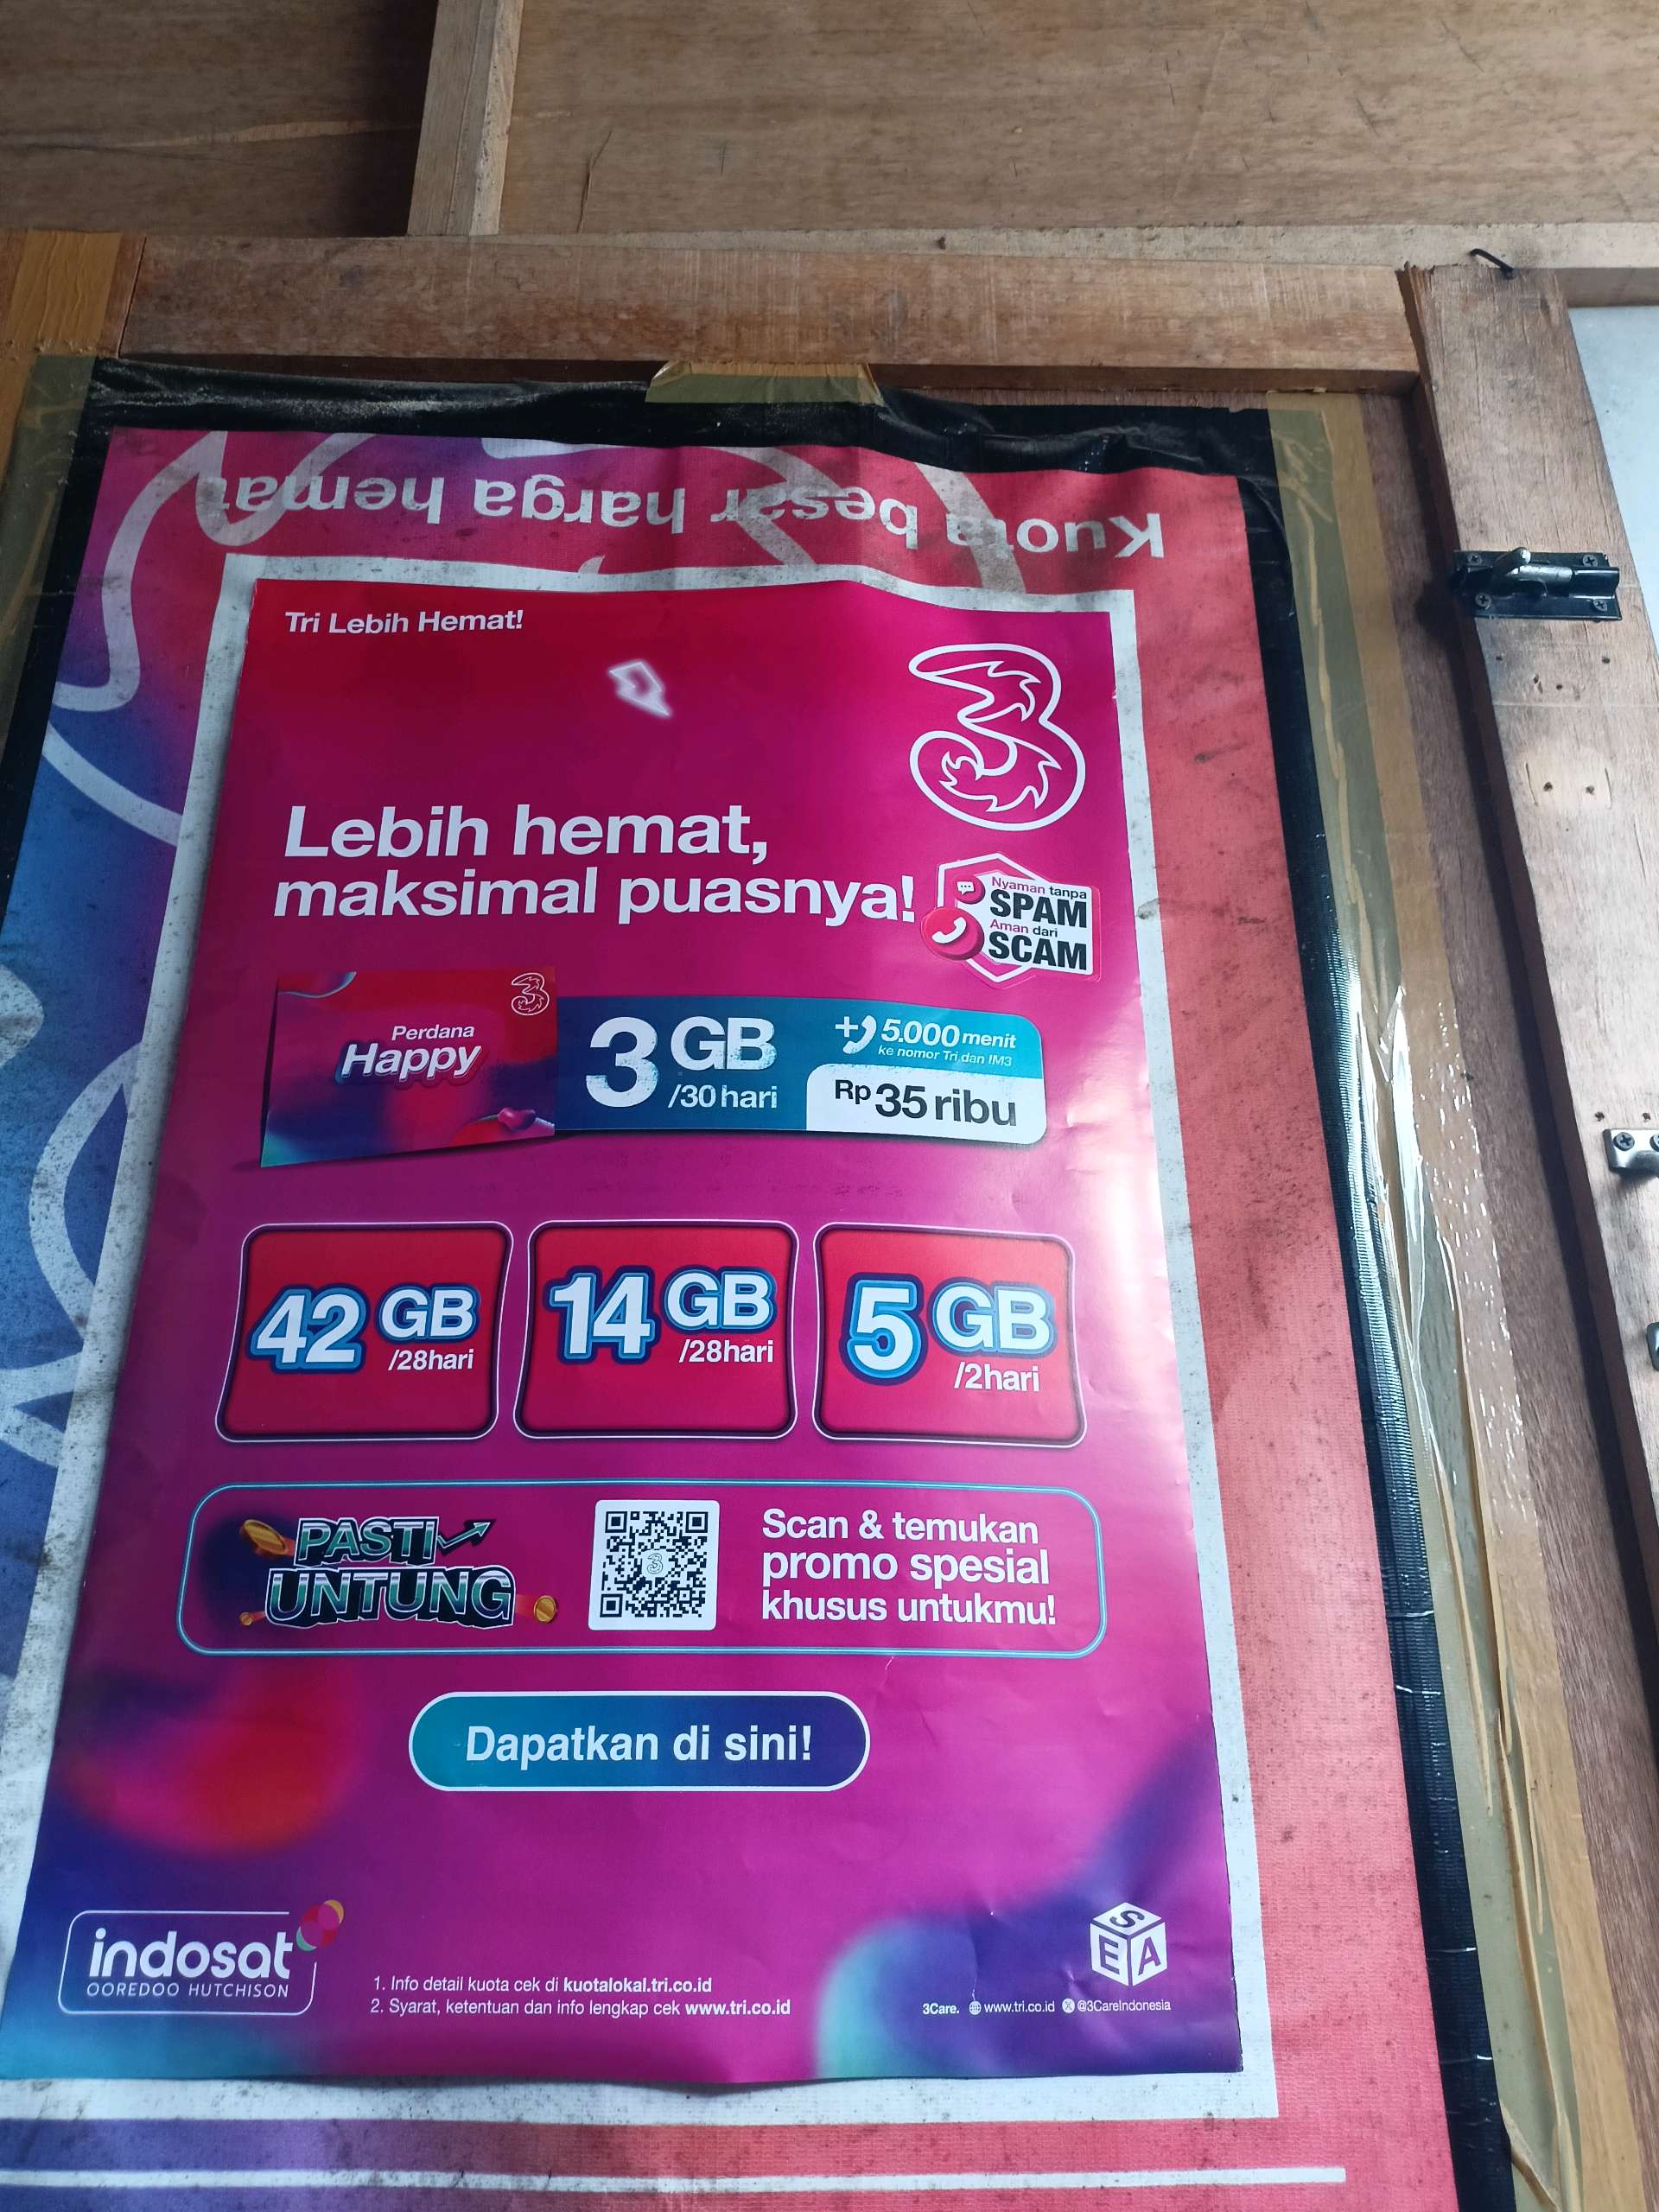 Kuota besar harga hemat
Tri Lebih Hemat!
3
Lebih hemat,
maksimal puasnya!
Nyaman tanpa
SPAM
Aman dari
SCAM
3
Perdana
Happy
3 GB
/30 hari
+ 5.000 menit
ke nomor Tri dan IM3
Rp 35 ribu
42 GB
/28hari
14 GB
/28hari
5 GB
/2hari
PASTI
UNTUNG
3
Scan & temukan
promo spesial
khusus untukmu!
Dapatkan di sini!
indosat
OOREDOO HUTCHISON
1. Info detail kuota cek di kuotalokal.tri.co.id
2. Syarat, ketentuan dan info lengkap cek www.tri.co.id
SEA
3Care. www.tri.co.id @3CareIndonesia